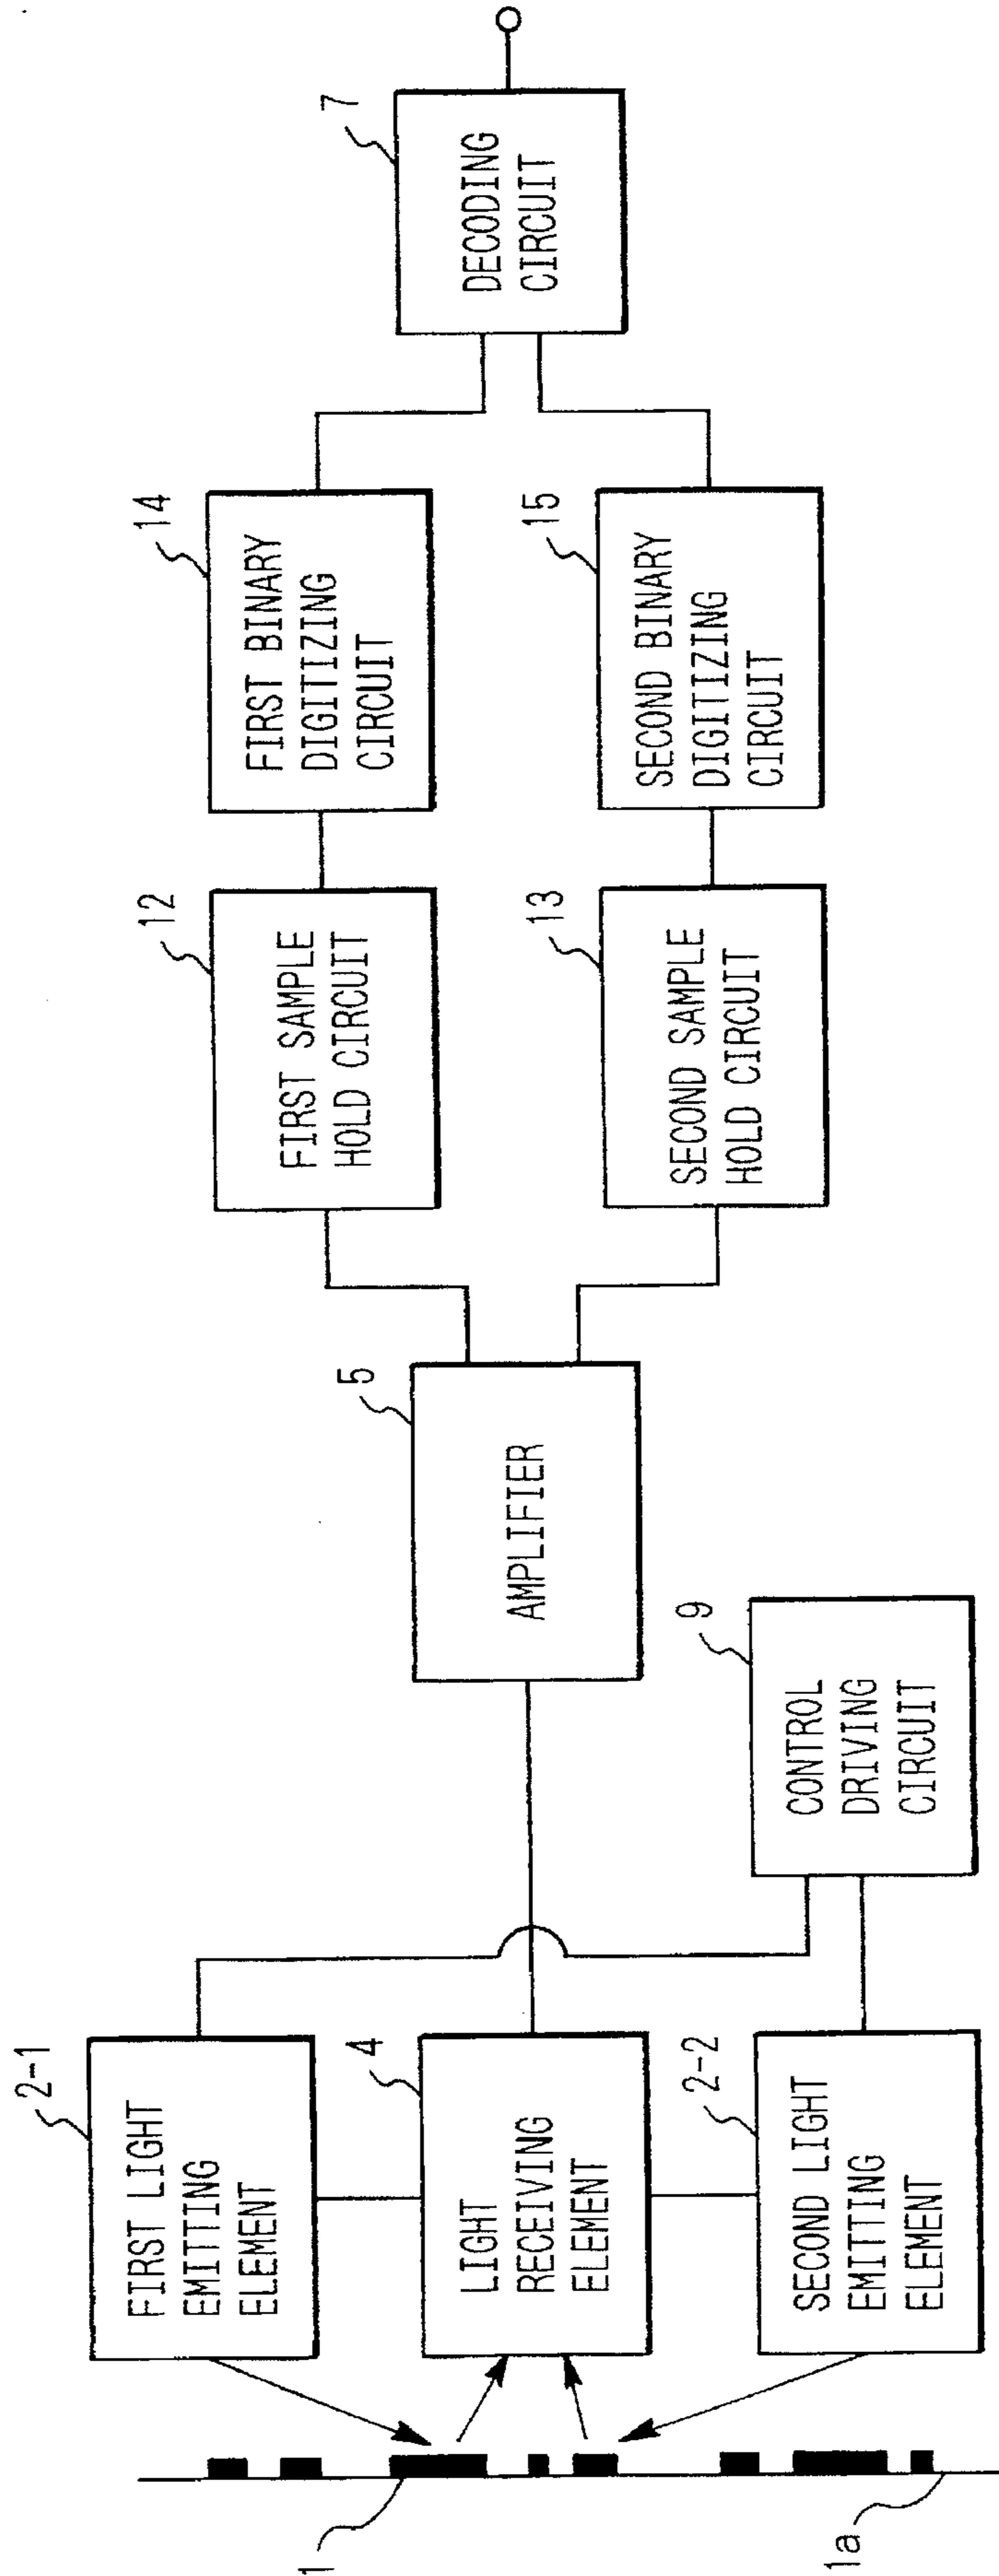 1
1a
2-1
FIRST LIGHT
EMITTING
ELEMENT
4
LIGHT
RECEIVING
ELEMENT
2-2
SECOND LIGHT
EMITTING
ELEMENT
9
CONTROL
DRIVING
CIRCUIT
5
AMPLIFIER
12
FIRST SAMPLE
HOLD CIRCUIT
13
SECOND SAMPLE
HOLD CIRCUIT
14
FIRST BINARY
DIGITIZING
CIRCUIT
15
SECOND BINARY
DIGITIZING
CIRCUIT
7
DECODING
CIRCUIT